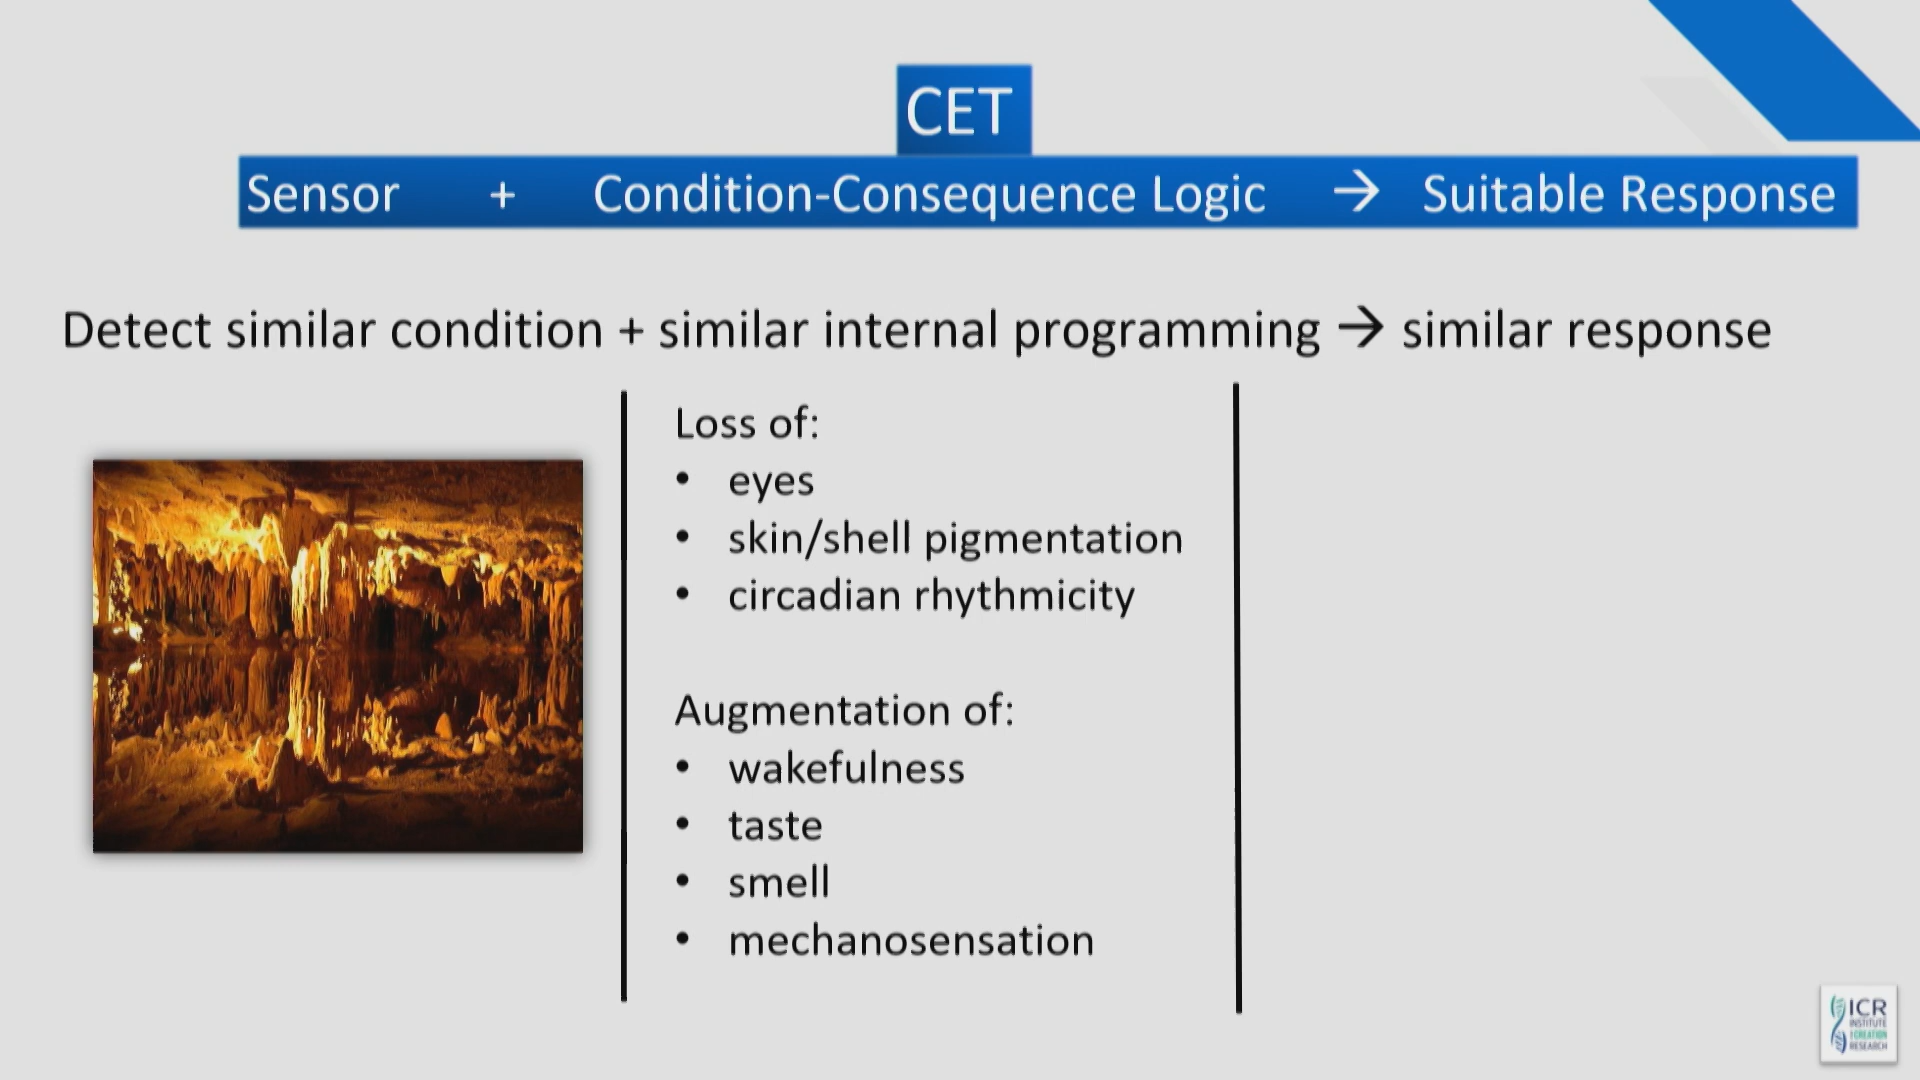 CET
Sensor + Condition-Consequence Logic → Suitable Response
Detect similar condition + similar internal programming → similar response
Loss of:
• eyes
• skin/shell pigmentation
• circadian rhythmicity
Augmentation of:
• wakefulness
• taste
• smell
• mechanosensation
ICR
INSTITUTE
for CREATION
RESEARCH